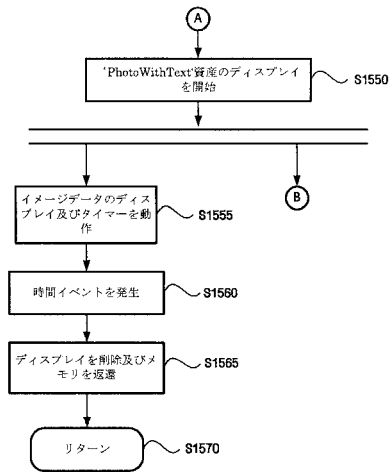 A
"PhotoWithText"資産のディスプレイ
を開始
S1550
イメージデータのディス
プレイ及びタイマーを動
作
S1555
B
時間イベントを発生
S1560
ディスプレイを削除及びメ
モリを返還
S1565
リターン
S1570